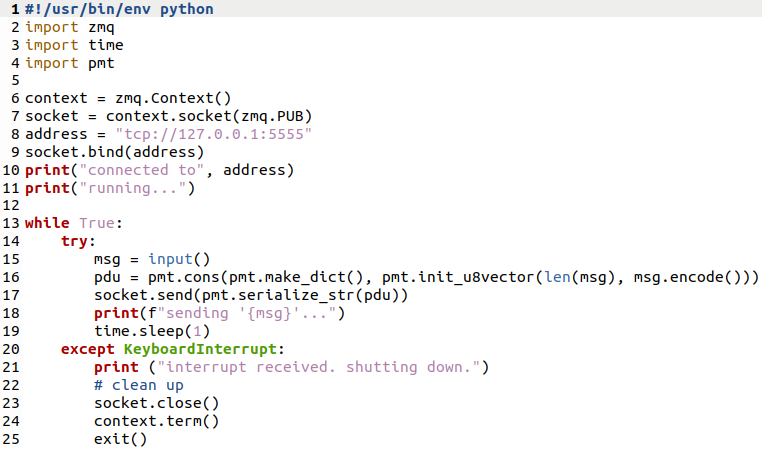 1 #!/usr/bin/env python
2 import zmq
3 import time
4 import pmt
5
6 context = zmq.Context()
7 socket = context.socket(zmq.PUB)
8 address = "tcp://127.0.0.1:5555"
9 socket.bind(address)
10 print("connected to", address)
11 print("running...")
12
13 while True:
14     try:
15         msg = input()
16         pdu = pmt.cons(pmt.make_dict(), pmt.init_u8vector(len(msg), msg.encode()))
17         socket.send(pmt.serialize_str(pdu))
18         print(f"sending '{msg}'...")
19         time.sleep(1)
20     except KeyboardInterrupt:
21         print ("interrupt received. shutting down.")
22         # clean up
23         socket.close()
24         context.term()
25         exit()